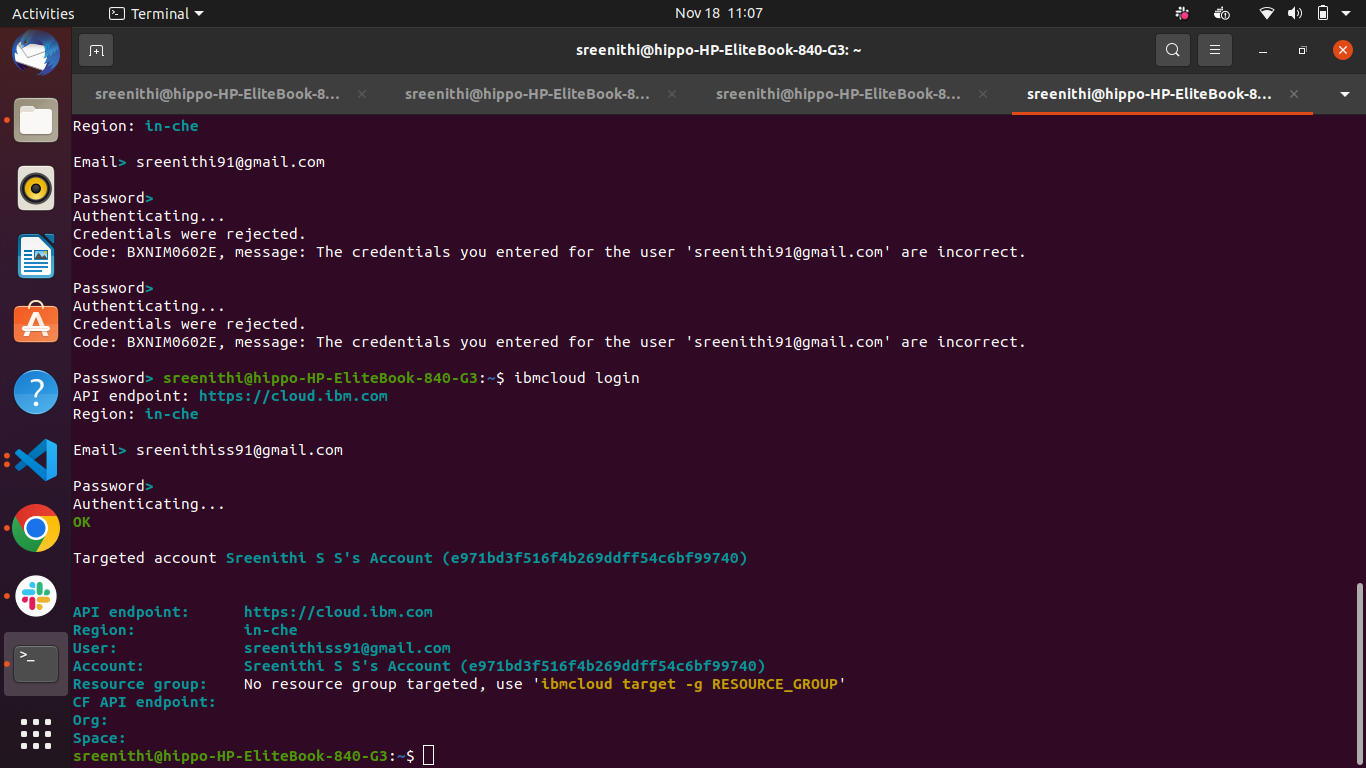 Activities
Terminal
Nov 18 11:07
sreenithi@hippo-HP-EliteBook-840-G3: ~
sreenithi@hippo-HP-EliteBook-8...
sreenithi@hippo-HP-EliteBook-8...
sreenithi@hippo-HP-EliteBook-8...
sreenithi@hippo-HP-EliteBook-8...
Region: in-che
Email> sreenithi91@gmail.com
Password>
Authenticating...
Credentials were rejected.
Code: BXNIM0602E, message: The credentials you entered for the user 'sreenithi91@gmail.com' are incorrect.
Password>
Authenticating...
Credentials were rejected.
Code: BXNIM0602E, message: The credentials you entered for the user 'sreenithi91@gmail.com' are incorrect.
Password> sreenithi@hippo-HP-EliteBook-840-G3:~$ ibmcloud login
API endpoint: https://cloud.ibm.com
Region: in-che
Email> sreenithiss91@gmail.com
Password>
Authenticating...
OK
Targeted account Sreenithi S S's Account (e971bd3f516f4b269ddff54c6bf99740)
API endpoint: https://cloud.ibm.com
Region: in-che
User: sreenithiss91@gmail.com
Account: Sreenithi S S's Account (e971bd3f516f4b269ddff54c6bf99740)
Resource group: No resource group targeted, use 'ibmcloud target -g RESOURCE_GROUP'
CF API endpoint:
Org:
Space:
sreenithi@hippo-HP-EliteBook-840-G3:~$